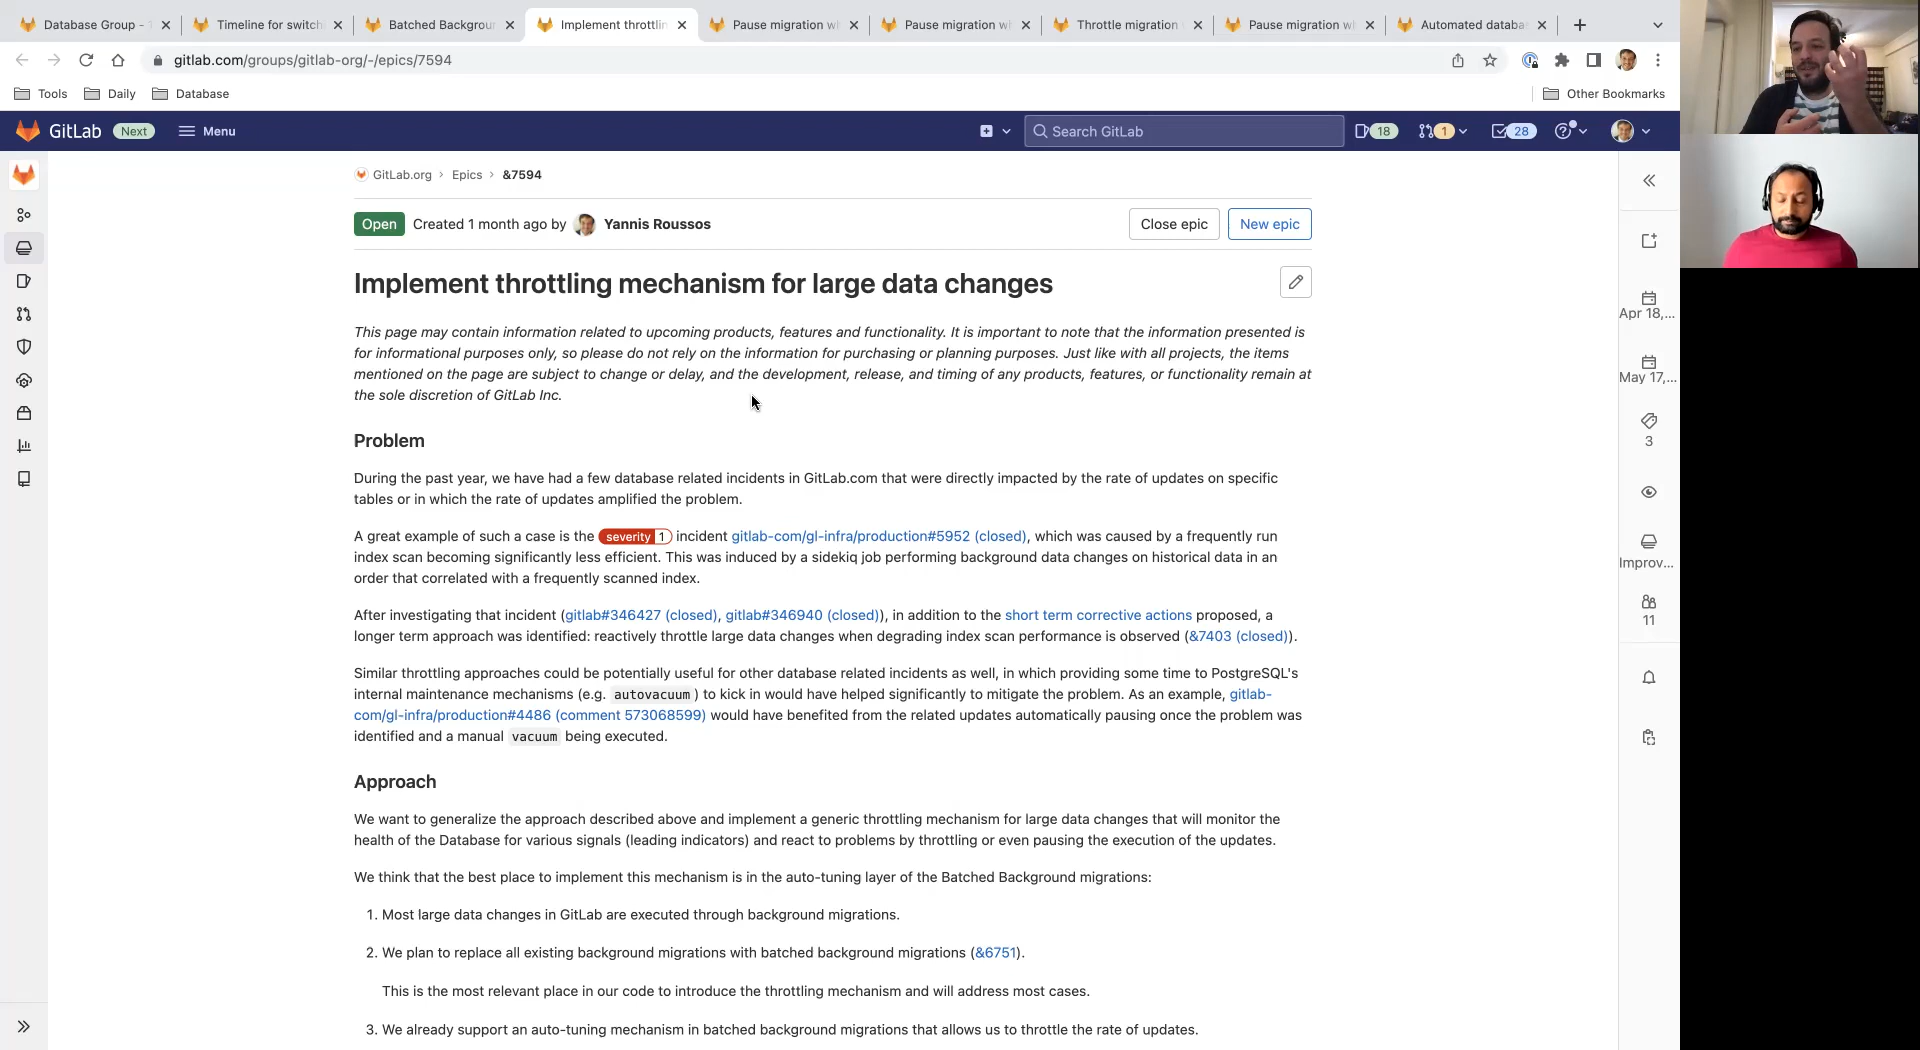 Database Group -
Timeline for switch
Batched Backgroun
Implement throttlin
Pause migration wh
Pause migration wh
Throttle migration
Pause migration wh
Automated databas
gitlab.com/groups/gitlab-org/-/epics/7594
Tools
Daily
Database
Other Bookmarks
GitLab
Next
Menu
Search GitLab
18
1
28
GitLab.org › Epics › &7594
Open
Created 1 month ago by
Yannis Roussos
Close epic
New epic
Implement throttling mechanism for large data changes
This page may contain information related to upcoming products, features and functionality. It is important to note that the information presented is
for informational purposes only, so please do not rely on the information for purchasing or planning purposes. Just like with all projects, the items
mentioned on the page are subject to change or delay, and the development, release, and timing of any products, features, or functionality remain at
the sole discretion of GitLab Inc.
Problem
During the past year, we have had a few database related incidents in GitLab.com that were directly impacted by the rate of updates on specific
tables or in which the rate of updates amplified the problem.
A great example of such a case is the severity 1 incident gitlab-com/gl-infra/production#5952 (closed), which was caused by a frequently run
index scan becoming significantly less efficient. This was induced by a sidekiq job performing background data changes on historical data in an
order that correlated with a frequently scanned index.
After investigating that incident (gitlab#346427 (closed), gitlab#346940 (closed)), in addition to the short term corrective actions proposed, a
longer term approach was identified: reactively throttle large data changes when degrading index scan performance is observed (&7403 (closed)).
Similar throttling approaches could be potentially useful for other database related incidents as well, in which providing some time to PostgreSQL's
internal maintenance mechanisms (e.g. autovacuum ) to kick in would have helped significantly to mitigate the problem. As an example, gitlab-
com/gl-infra/production#4486 (comment 573068599) would have benefited from the related updates automatically pausing once the problem was
identified and a manual vacuum being executed.
Approach
We want to generalize the approach described above and implement a generic throttling mechanism for large data changes that will monitor the
health of the Database for various signals (leading indicators) and react to problems by throttling or even pausing the execution of the updates.
We think that the best place to implement this mechanism is in the auto-tuning layer of the Batched Background migrations:
1. Most large data changes in GitLab are executed through background migrations.
2. We plan to replace all existing background migrations with batched background migrations (&6751).
This is the most relevant place in our code to introduce the throttling mechanism and will address most cases.
3. We already support an auto-tuning mechanism in batched background migrations that allows us to throttle the rate of updates.
Apr 18,...
May 17,...
3
Improv...
11